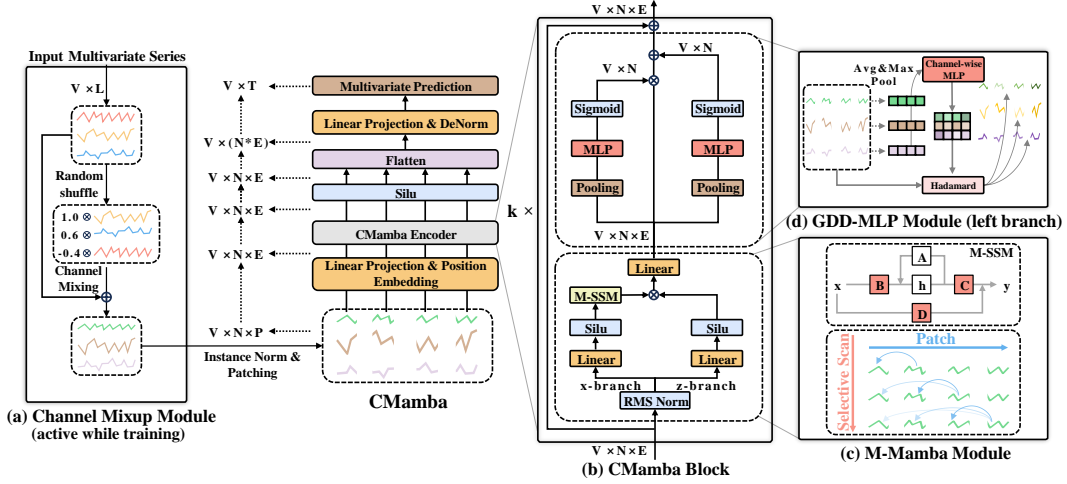 Input Multivariate Series
V × L
Random
shuffle
1.0 ⊗
0.6 ⊗
-0.4 ⊗
Channel
Mixing
(a) Channel Mixup Module
(active while training)
V × T
V × (N*E)
V × N × E
V × N × E
V × N × E
V × N × P
Instance Norm &
Patching
Multivariate Prediction
Linear Projection & DeNorm
Flatten
Silu
CMamba Encoder
Linear Projection & Position
Embedding
CMamba
k ×
V × N × E
V × N
V × N
Sigmoid
Sigmoid
MLP
MLP
Pooling
Pooling
V × N × E
Linear
M-SSM
Silu
Silu
Linear
Linear
x-branch
z-branch
RMS Norm
V × N × E
(b) CMamba Block
Avg&Max
Pool
Channel-wise
MLP
Hadamard
(d) GDD-MLP Module (left branch)
M-SSM
A
x
B
h
C
y
D
Patch
Selective Scan
(c) M-Mamba Module